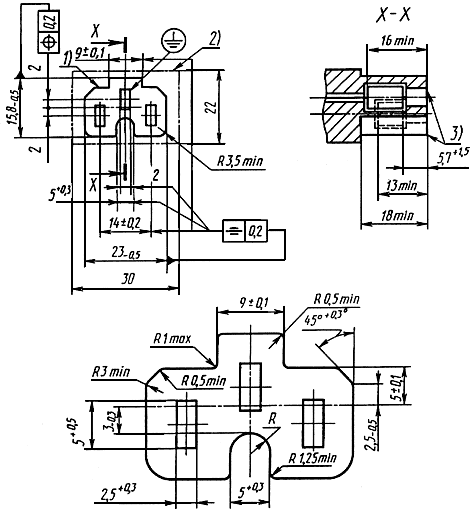 X-X
0,2
X
9±0,1
1)
2)
16 min
2
15,8-0,5
22
2
R3,5 min
3)
5,7+1,5
X
2
5+0,3
13 min
14±0,2
0,2
18 min
23-0,5
30
9±0,1
R 0,5 min
45°+0,3°
R1 max
R3 min
R 0,5 min
5±0,1
5+0,5
3-0,3
R
2,5-0,5
R 1,25 min
2,5+0,3
5+0,3